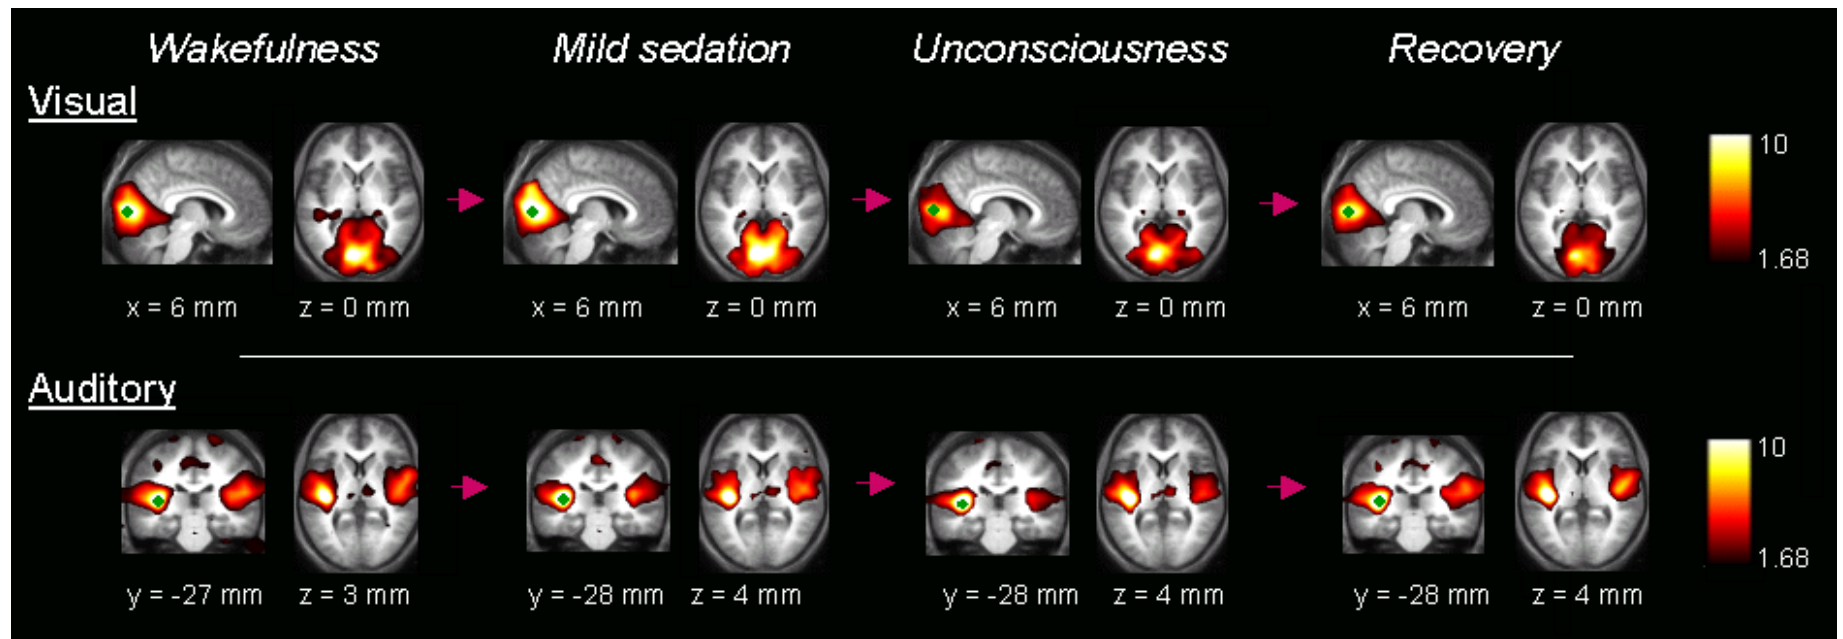 Wakefulness Mild sedation Unconsciousness Recovery
Visual
10
1.68
x = 6 mm z = 0 mm x = 6 mm z = 0 mm x = 6 mm z = 0 mm x = 6 mm z = 0 mm
Auditory
10
1.68
y = -27 mm z = 3 mm y = -28 mm z = 4 mm y = -28 mm z = 4 mm y = -28 mm z = 4 mm